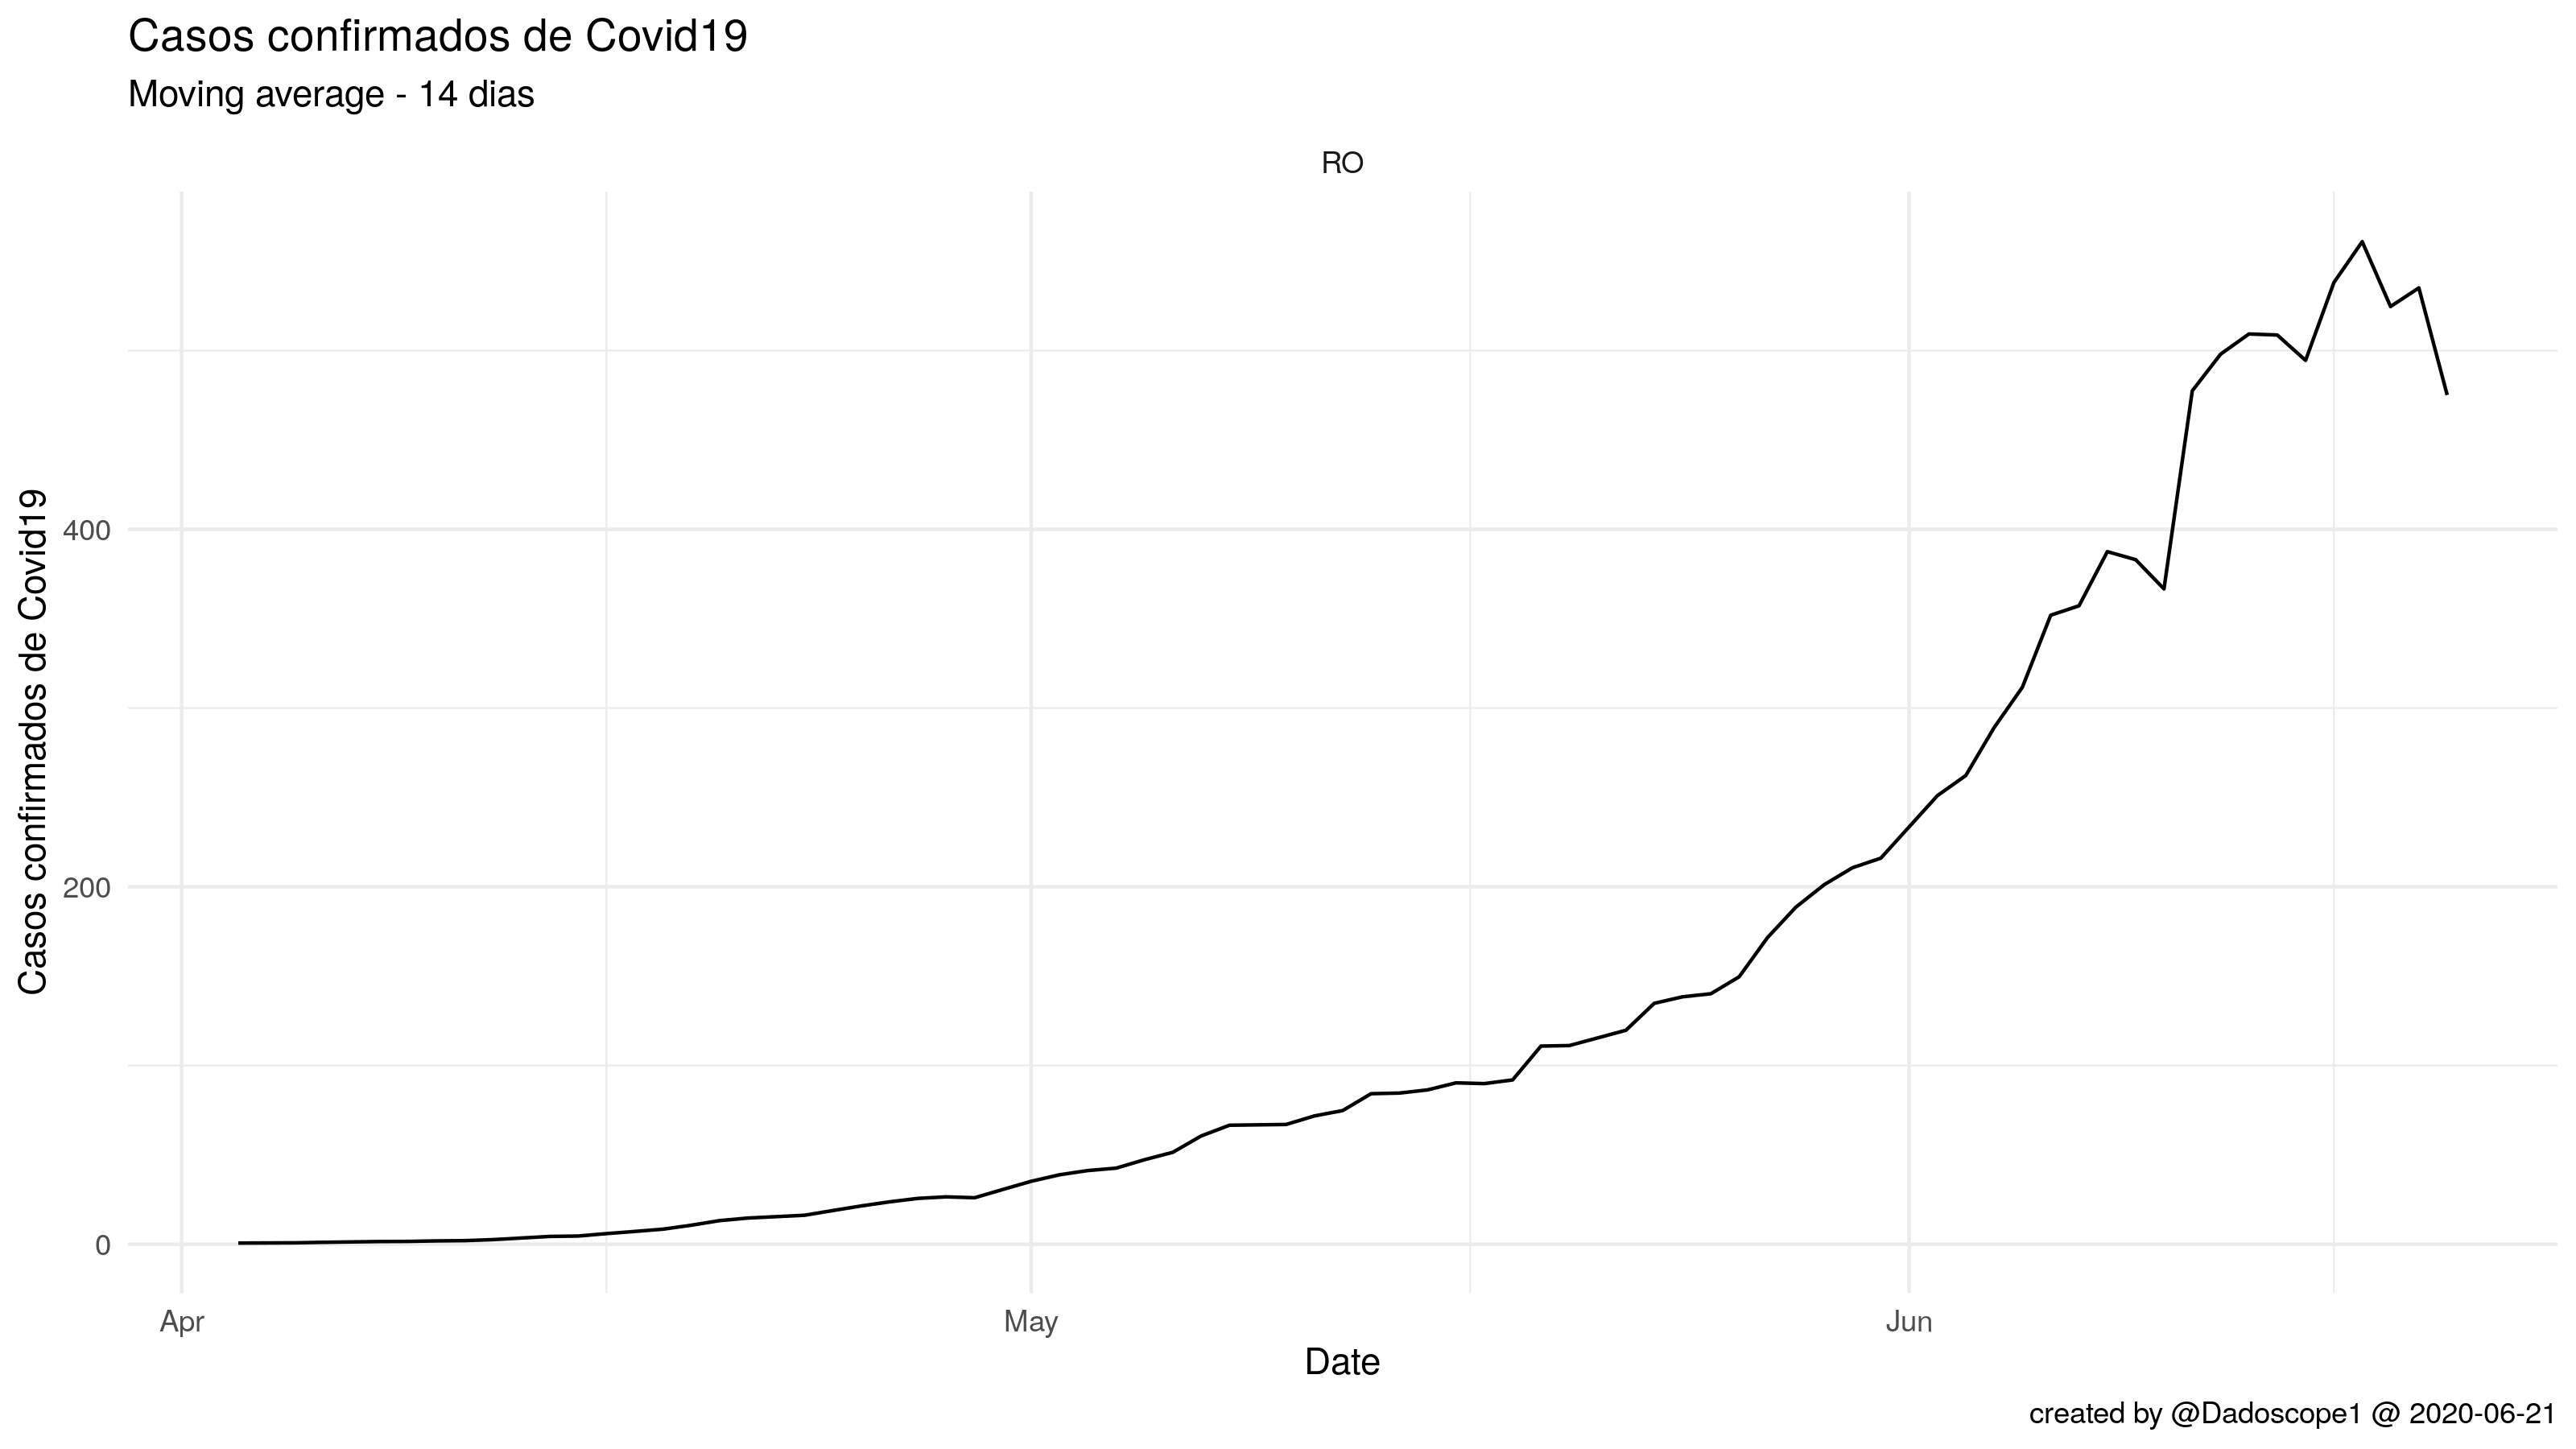 Casos confirmados de Covid19
Moving average - 14 dias
RO
Casos confirmados de Covid19
400
200
0
Apr
May
Jun
Date
created by @Dadoscope1 @ 2020-06-21